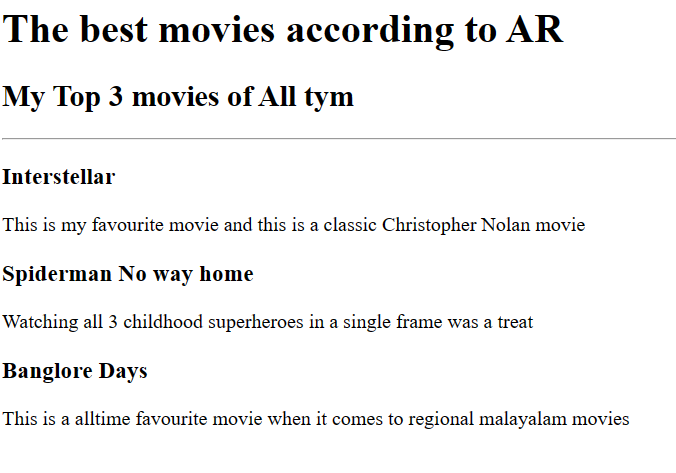 The best movies according to AR
My Top 3 movies of All tym
Interstellar
This is my favourite movie and this is a classic Christopher Nolan movie
Spiderman No way home
Watching all 3 childhood superheroes in a single frame was a treat
Banglore Days
This is a alltime favourite movie when it comes to regional malayalam movies